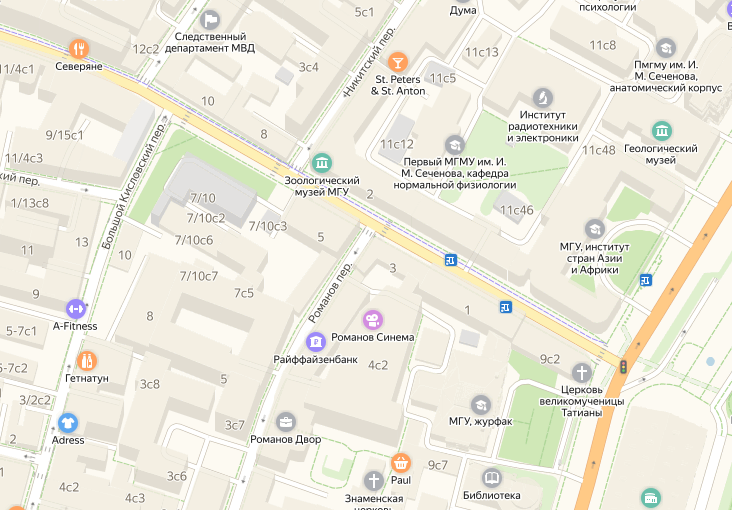 5с1
Дума
психологии
Следственный
департамент МВД
12с2
Северяне
11/4с1
3с4
Никитский пер.
St. Peters
& St. Anton
11с13
11с5
11с8
Пмгму им. И.
М. Сеченова,
анатомический корпус
10
8
9/15с1
11/4с3
Институт
радиотехники
и электроники
11с12
Первый МГМУ им. И.
М. Сеченова, кафедра
нормальной физиологии
11с48
Геологический
музей
Зоологический
музей МГУ
2
пер.
1/13с8
Большой Кисловский пер.
7/10
7/10с2
7/10с3
7/10с6
11с46
МГУ, институт
стран Азии
и Африки
11
13
10
5
3
9
7/10с7
7с5
8
Романов пер.
1
A-Fitness
5-7с1
Романов Синема
Райффайзенбанк
4с2
9с2
5-7с2
Гетнатун
3с8
5
3/2с2
Церковь
великомученицы
Татианы
МГУ, журфак
Adress
3с7
Романов Двор
4с1
3с6
4с2
Paul
9с7
Знаменская
церковь
Библиотека